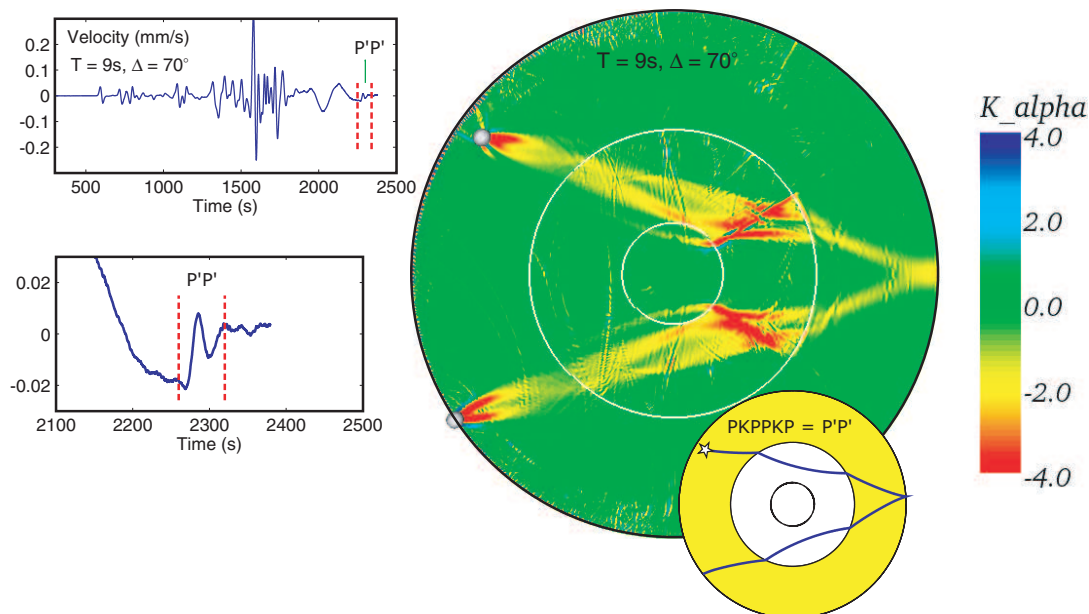 Velocity (mm/s)
T = 9s, Δ = 70°
P'P'
0.2
0.1
0
-0.1
-0.2
500
1000
1500
2000
2500
Time (s)
P'P'
0.02
0
-0.02
2100
2200
2300
2400
2500
Time (s)
T = 9s, Δ = 70°
PKPPKP = P'P'
K_alpha
4.0
2.0
0.0
-2.0
-4.0